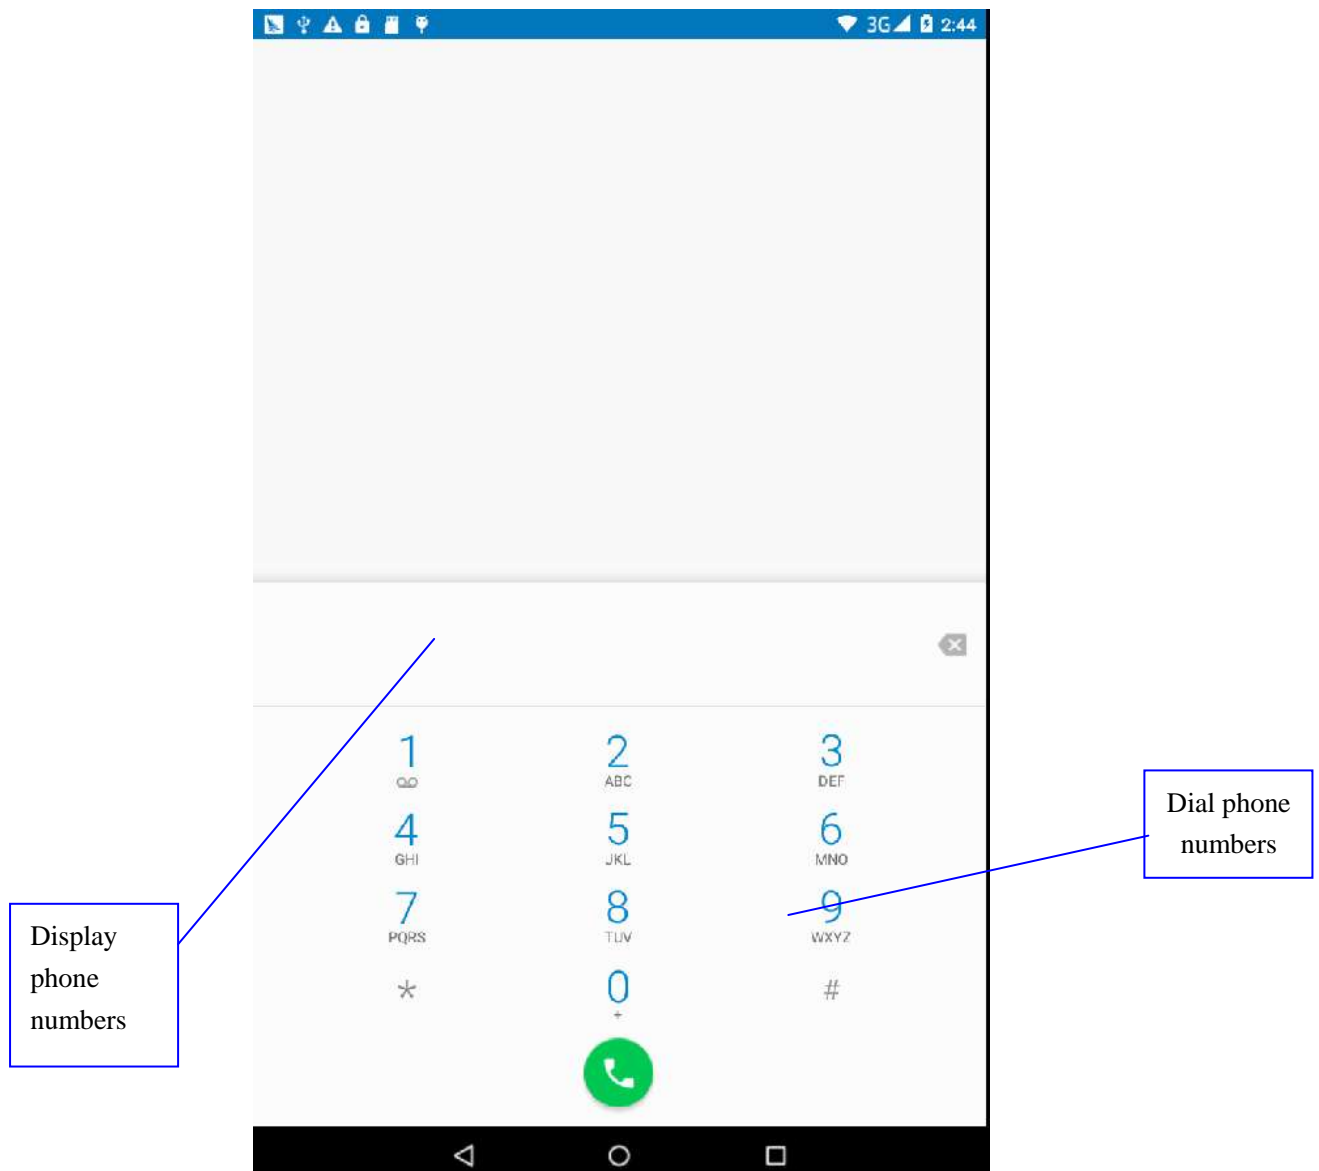 3G 2:44
1 2 3
ABC DEF
4 5 6
GHI JKL MNO
7 8 9
PQRS TUV WXYZ
* 0 #
+
Display
phone
numbers
Dial phone
numbers